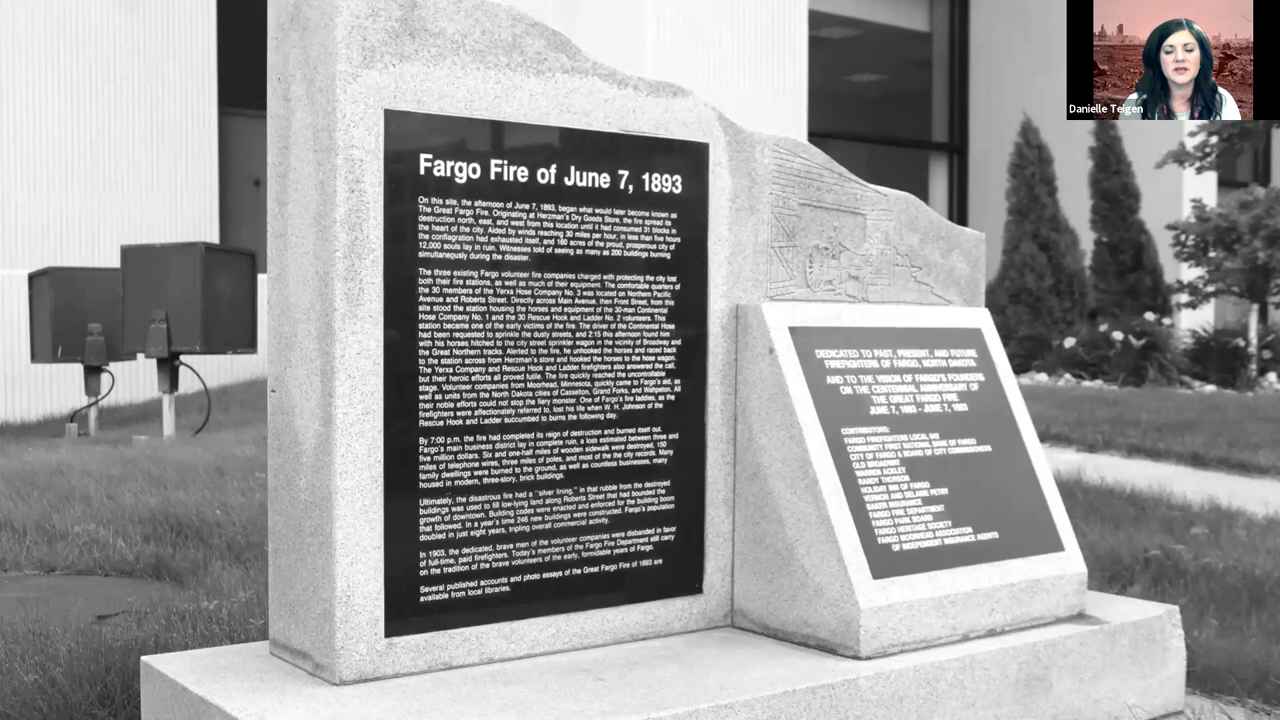 Danielle Teigen
Fargo Fire of June 7, 1893
On this site, the afternoon of June 7, 1893, began what would later become known as
The Great Fargo Fire. Originating at Herzman's Dry Goods Store, the fire spread its
destruction north, east, and west from this location until it had consumed 31 blocks in
the heart of the city. Aided by winds reaching 30 miles per hour, in less than five hours
the conflagration had exhausted itself, and 160 acres of the proud, prosperous city of
12,000 souls lay in ruin. Witnesses told of seeing as many as 200 buildings burning
simultaneously during the disaster.
The three existing Fargo volunteer fire companies charged with protecting the city lost
both their fire stations, as well as much of their equipment. The comfortable quarters of
the 30 members of the Yerxa Hose Company No. 3 was located on Northern Pacific
Avenue and Roberts Street. Directly across Main Avenue, then Front Street, from this
site stood the station housing the horses and equipment of the 30-man Continental
Hose Company No. 1 and the 30 Rescue Hook and Ladder No. 2 volunteers. This
station became one of the early victims of the fire. The driver of the Continental Hose
had been requested to sprinkle the dusty streets, and 2:15 this afternoon found him
with his horses hitched to the city street sprinkler wagon in the vicinity of Broadway and
the Great Northern tracks. Alerted to the fire, he unhooked the horses and raced back
to the station across from Herzman's store and hooked the horses to the hose wagon.
The Yerxa Company and Rescue Hook and Ladder firefighters also answered the call,
but their heroic efforts all proved futile. The fire quickly reached the uncontrollable
stage. Volunteer companies from Moorhead, Minnesota, quickly came to Fargo's aid, as
well as units from the North Dakota cities of Casselton, Grand Forks, and Wahpeton. All
their noble efforts could not stop the fiery monster. One of Fargo's fire laddies, as the
firefighters were affectionately referred to, lost his life when W. H. Johnson of the
Rescue Hook and Ladder succumbed to burns the following day.
By 7:00 p.m. the fire had completed its reign of destruction and burned itself out.
Fargo's main business district lay in complete ruin, a loss estimated between three and
five million dollars. Six and one-half miles of wooden sidewalk were destroyed, 150
miles of telephone wires, three miles of poles, and most of the city records. Many
family dwellings were burned to the ground, as well as countless businesses, many
housed in modern, three-story, brick buildings.
Ultimately, the disastrous fire had a "silver lining," in that rubble from the destroyed
buildings was used to fill low-lying land along Roberts Street that had bounded the
growth of downtown. Building codes were enacted and enforced for the building boom
that followed. In a year's time 246 new buildings were constructed. Fargo's population
doubled in just eight years, tripling overall commercial activity.
In 1903, the dedicated, brave men of the volunteer companies were disbanded in favor
of full-time, paid firefighters. Today's members of the Fargo Fire Department still carry
on the tradition of the brave volunteers of the early, formidable years of Fargo.
Several published accounts and photo essays of the Great Fargo Fire of 1893 are
available from local libraries.
DEDICATED TO PAST, PRESENT, AND FUTURE
FIREFIGHTERS OF FARGO, NORTH DAKOTA
AND TO THE VISION OF FARGO'S FOUNDERS
ON THE CENTENNIAL ANNIVERSARY OF
THE GREAT FARGO FIRE
JUNE 7, 1893 - JUNE 7, 1993
CONTRIBUTORS:
FARGO FIREFIGHTERS LOCAL 642
COMMUNITY FIRST NATIONAL BANK OF FARGO
CITY OF FARGO & BOARD OF CITY COMMISSIONERS
OLD BROADWAY
WARREN ACKLEY
RANDY THORSON
HOLIDAY INN OF FARGO
VERNON AND DELAINE PETRY
BAKER INSURANCE
FARGO FIRE DEPARTMENT
FARGO PARK BOARD
FARGO HERITAGE SOCIETY
FARGO MOORHEAD ASSOCIATION
OF INDEPENDENT INSURANCE AGENTS